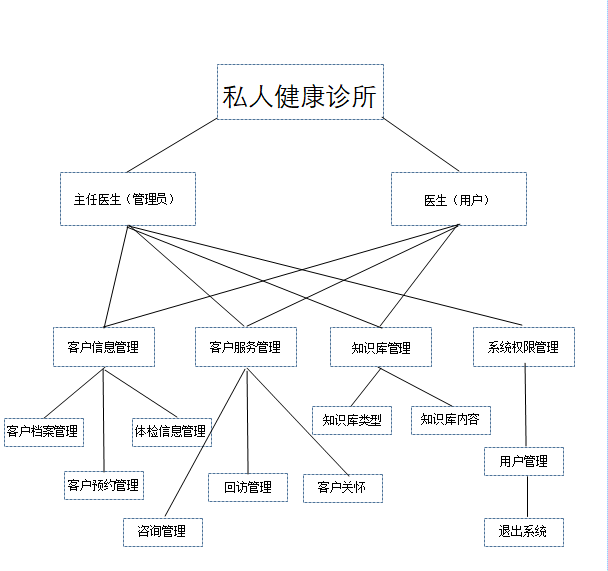 私人健康诊所
主任医生（管理员）
医生（用户）
客户信息管理
客户服务管理
知识库管理
系统权限管理
客户档案管理
体检信息管理
知识库类型
知识库内容
客户预约管理
回访管理
客户关怀
用户管理
咨询管理
退出系统